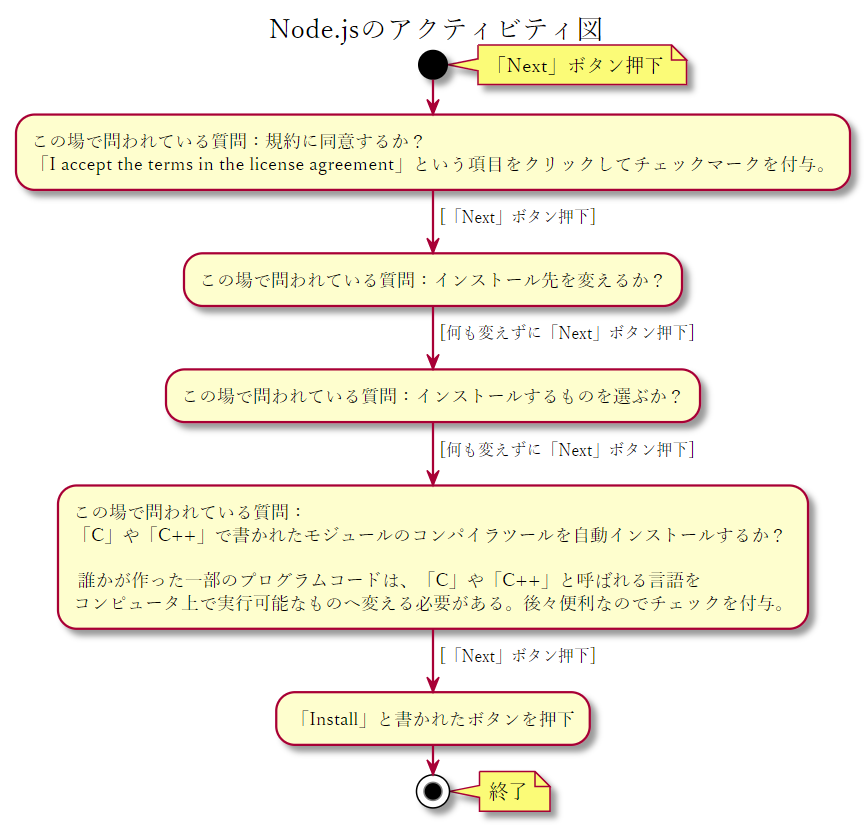 Node.jsのアクティビティ図
「Next」ボタン押下
この場で問われている質問：規約に同意するか？
「I accept the terms in the license agreement」という項目をクリックしてチェックマークを付与。
[「Next」ボタン押下]
この場で問われている質問：インストール先を変えるか？
[何も変えずに「Next」ボタン押下]
この場で問われている質問：インストールするものを選ぶか？
[何も変えずに「Next」ボタン押下]
この場で問われている質問：
「C」や「C++」で書かれたモジュールのコンパイラツールを自動インストールするか？
誰かが作った一部のプログラムコードは、「C」や「C++」と呼ばれる言語を
コンピュータ上で実行可能なものへ変える必要がある。後々便利なのでチェックを付与。
[「Next」ボタン押下]
「Install」と書かれたボタンを押下
終了